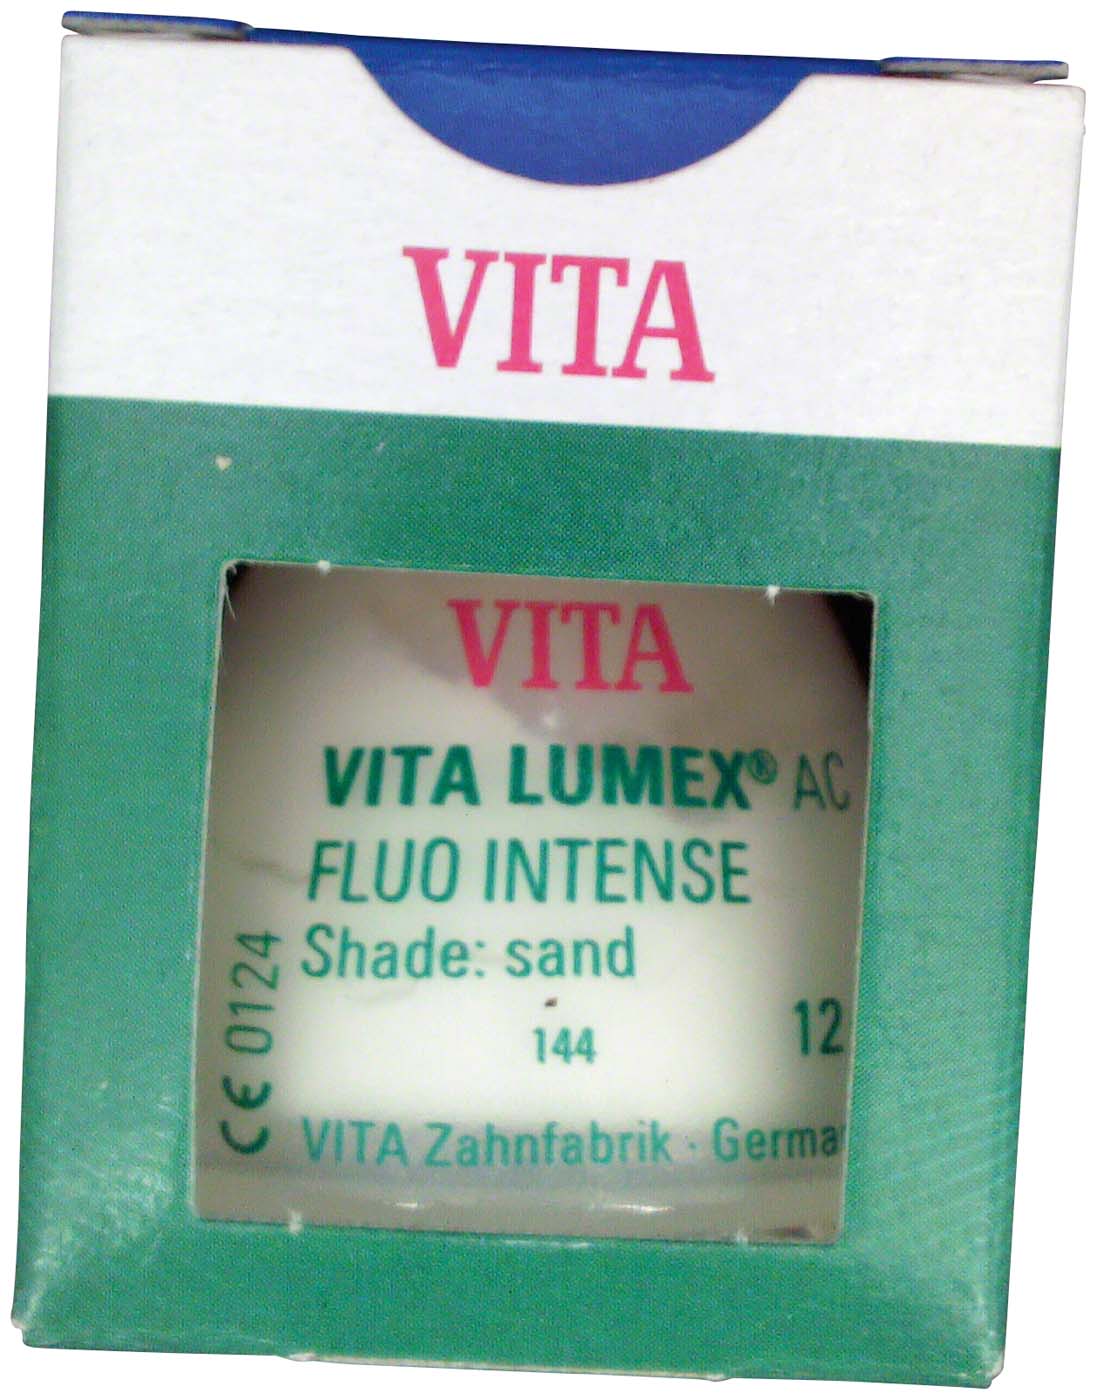 VITA
VITA
VITA LUMEX® AC
FLUO INTENSE
Shade: sand
144
12
VITA Zahnfabrik · Germa
CE 0124